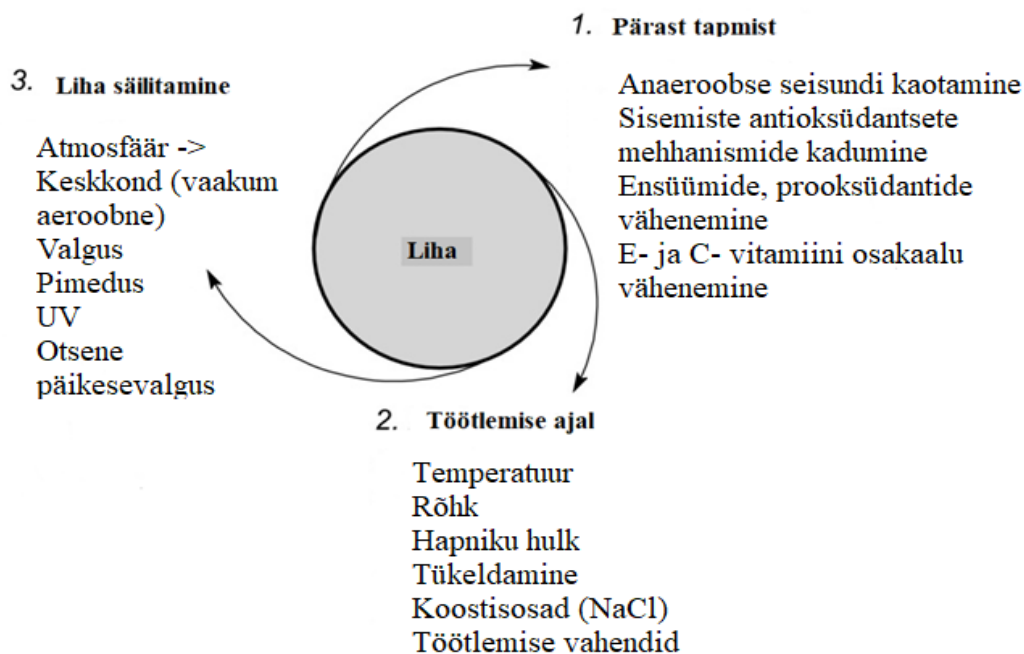 1. Pärast tapmist
Anaeroobse seisundi kaotamine
Sisemiste antioksüdantsete
mehhanismide kadumine
Ensüümide, prooksüdantide
vähenemine
E- ja C- vitamiini osakaalu
vähenemine
3. Liha säilitamine
Atmosfäär ->
Keskkond (vaakum
aeroobne)
Valgus
Pimedus
UV
Otsene
päikesevalgus
Liha
2. Töötlemise ajal
Temperatuur
Rõhk
Hapniku hulk
Tükeldamine
Koostisosad (NaCl)
Töötlemise vahendid